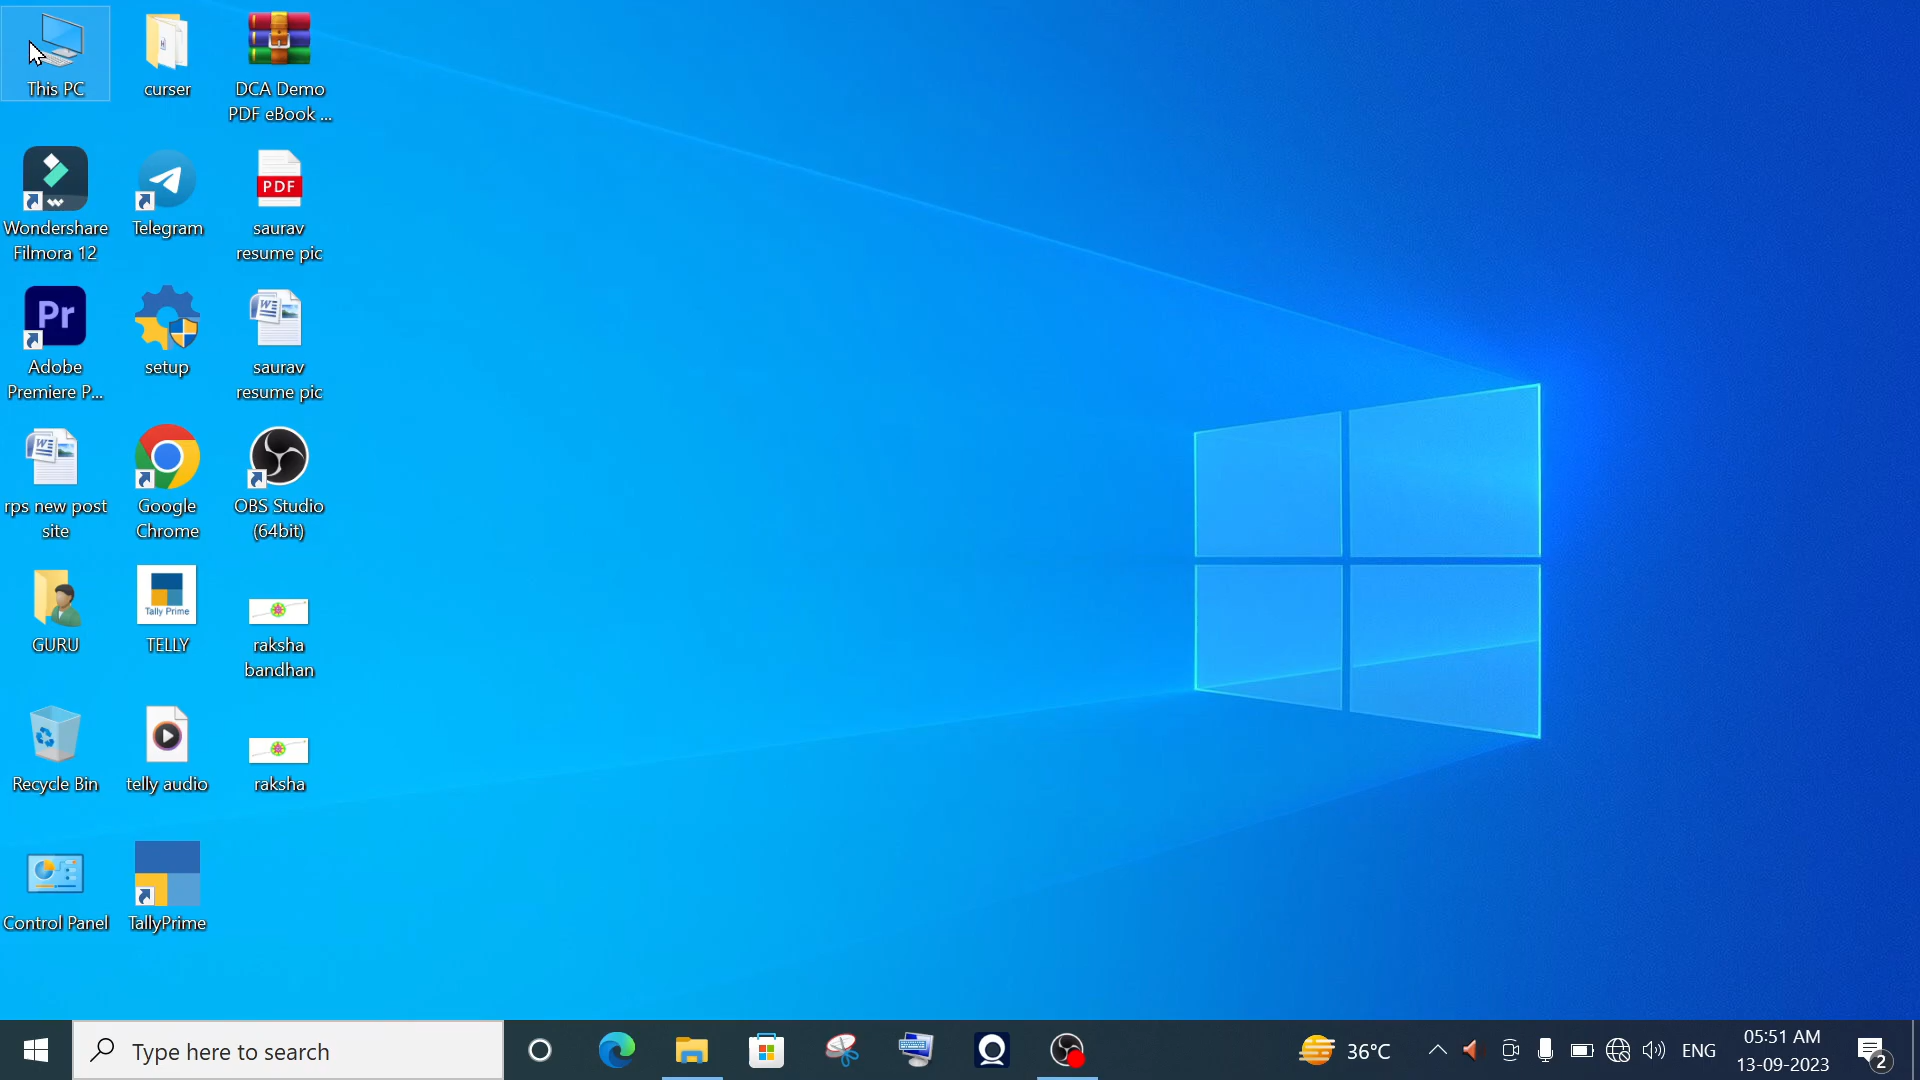 This PC
curser
DCA Demo
PDF eBook ...
Wondershare
Filmora 12
Telegram
PDF
saurav
resume pic
Pr
Adobe
Premiere P...
setup
W
saurav
resume pic
W
rps new post
site
Google
Chrome
OBS Studio
(64bit)
GURU
Tally Prime
TELLY
raksha
bandhan
Recycle Bin
telly audio
raksha
Control Panel
TallyPrime
Type here to search
36°C
ENG
05:51 AM
13-09-2023
2